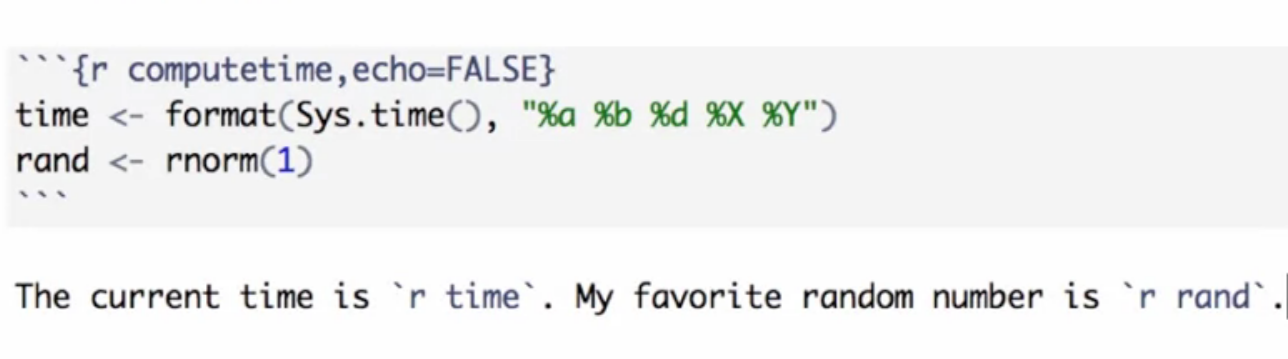 ```{r computetime,echo=FALSE}
time <- format(Sys.time(), "%a %b %d %X %Y")
rand <- rnorm(1)
```
The current time is `r time`. My favorite random number is `r rand`.